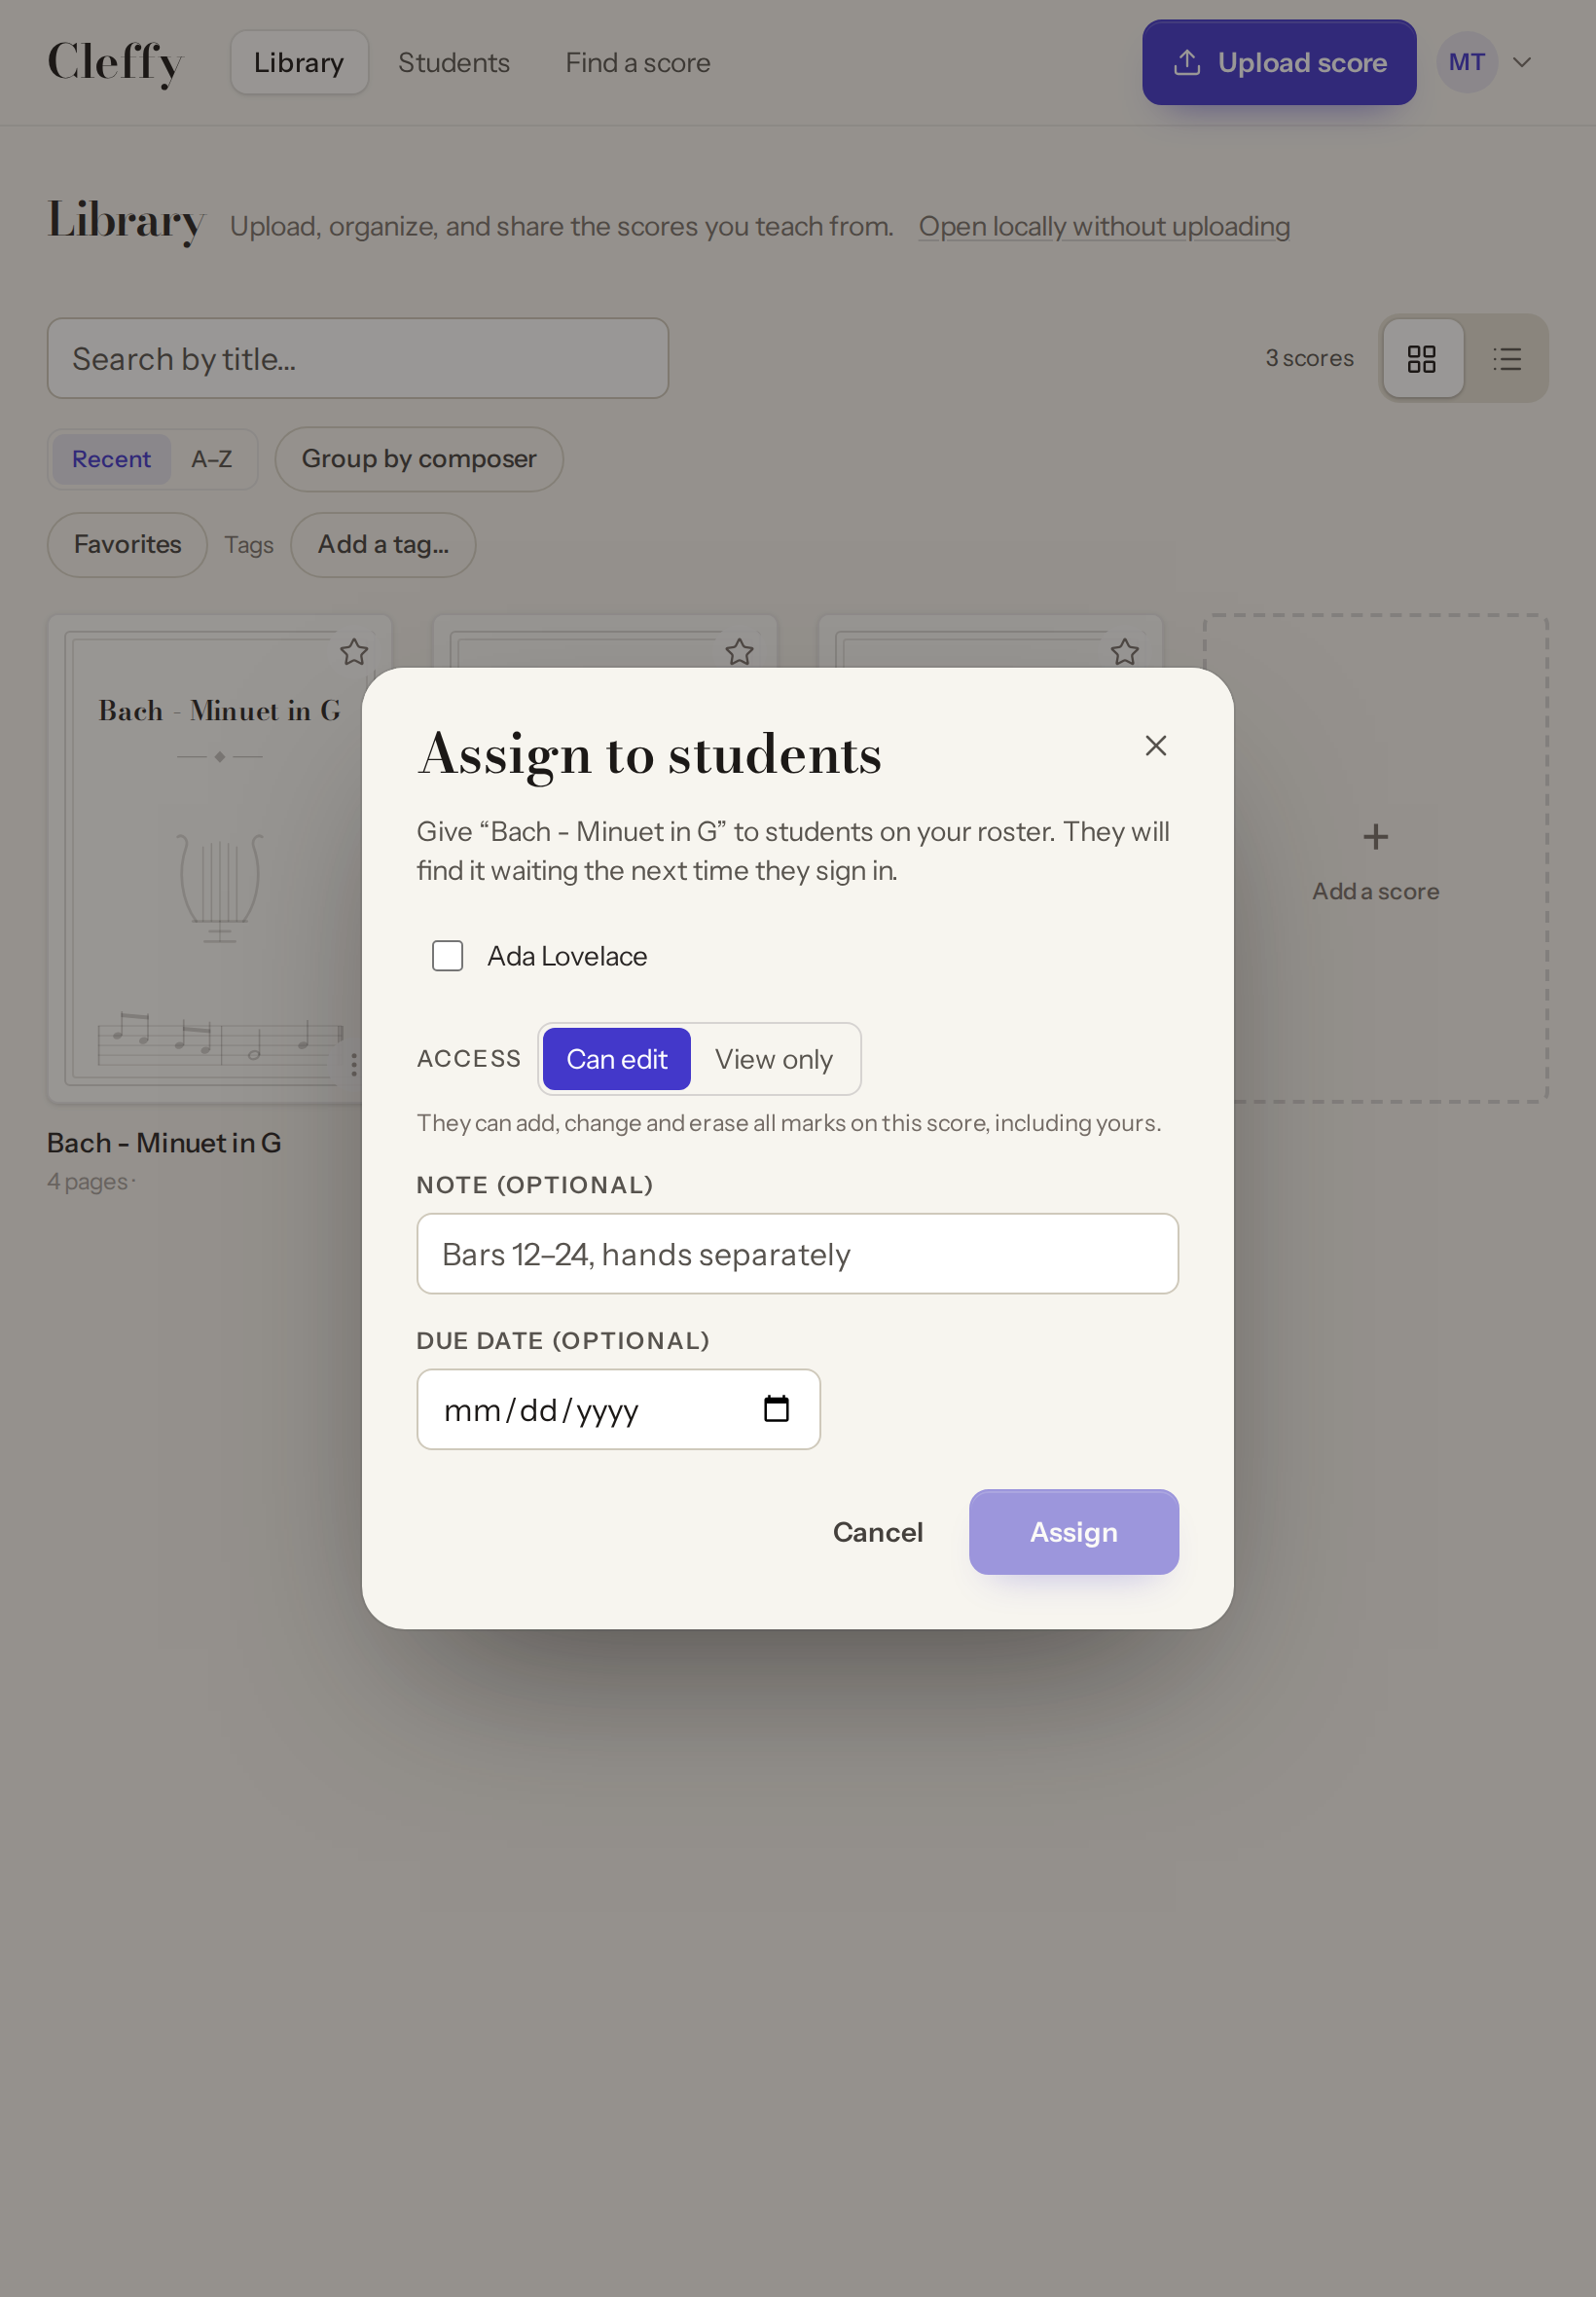 Cleffy
Library
Students
Find a score
Upload score
MT
Library
Upload, organize, and share the scores you teach from.
Open locally without uploading
Search by title...
3 scores
Recent
A–Z
Group by composer
Favorites
Tags
Add a tag...
Bach - Minuet in G
Assign to students
Give “Bach - Minuet in G” to students on your roster. They will
find it waiting the next time they sign in.
Add a score
Ada Lovelace
ACCESS
Can edit
View only
They can add, change and erase all marks on this score, including yours.
Bach - Minuet in G
4 pages ·
NOTE (OPTIONAL)
Bars 12–24, hands separately
DUE DATE (OPTIONAL)
mm/dd/yyyy
Cancel
Assign